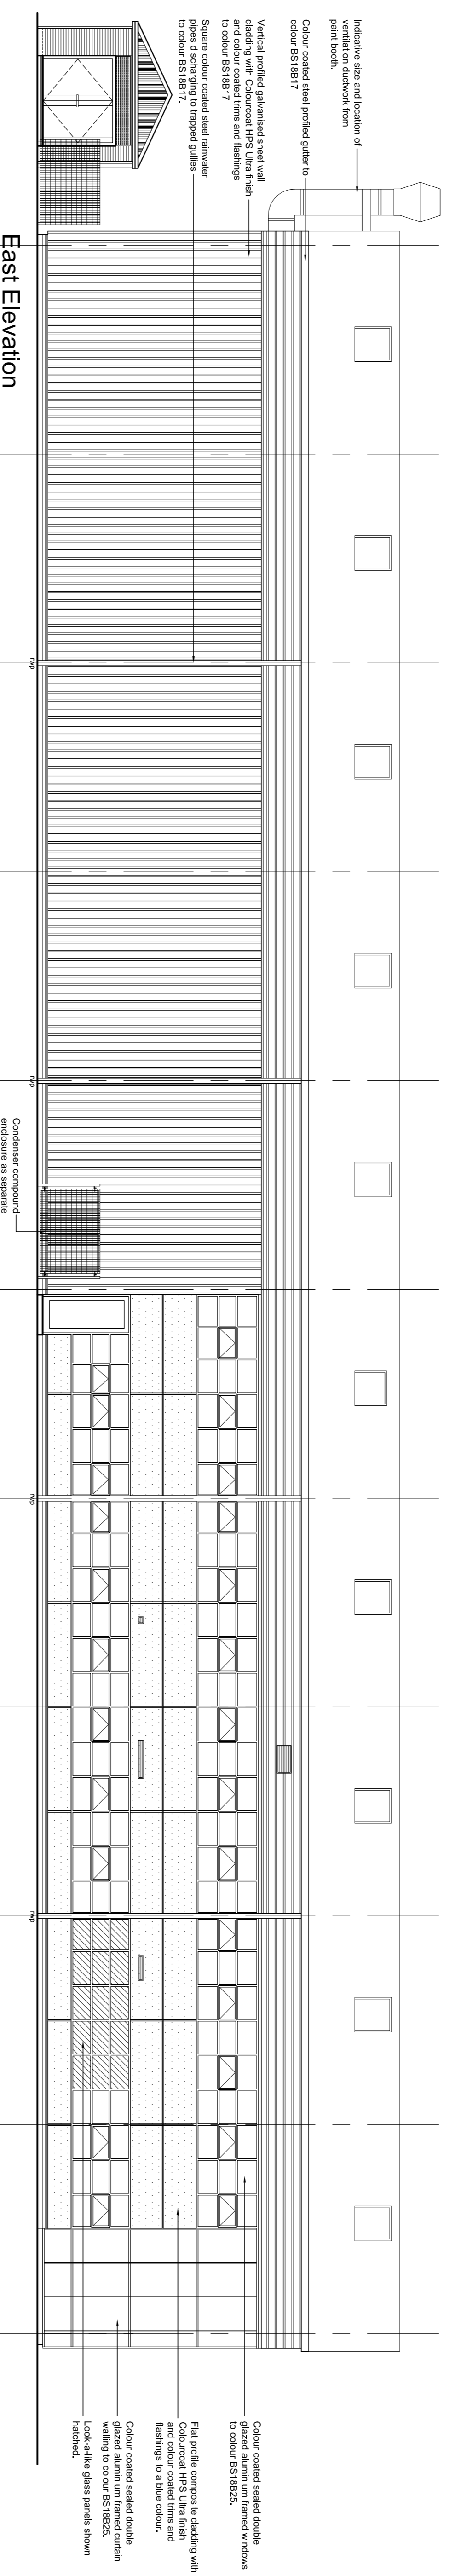 Indicative size and location of
ventilation ductwork from
paint booth.
Colour coated steel profiled gutter to
colour BS18B17
Vertical profiled galvanised sheet wall
cladding with Colourcoat HPS Ultra finish
and colour coated trims and flashings
to colour BS18B17
Square colour coated steel rainwater
pipes discharging to trapped gullies
to colour BS18B17.
East Elevation
rwp
rwp
Condenser compound
enclosure as separate
rwp
rwp
Colour coated sealed double
glazed aluminium framed windows
to colour BS18B25.
Flat profile composite cladding with
Colourcoat HPS Ultra finish
and colour coated trims and
flashings to a blue colour.
Colour coated sealed double
glazed aluminium framed curtain
walling to colour BS18B25.
Look-a-like glass panels shown
hatched.